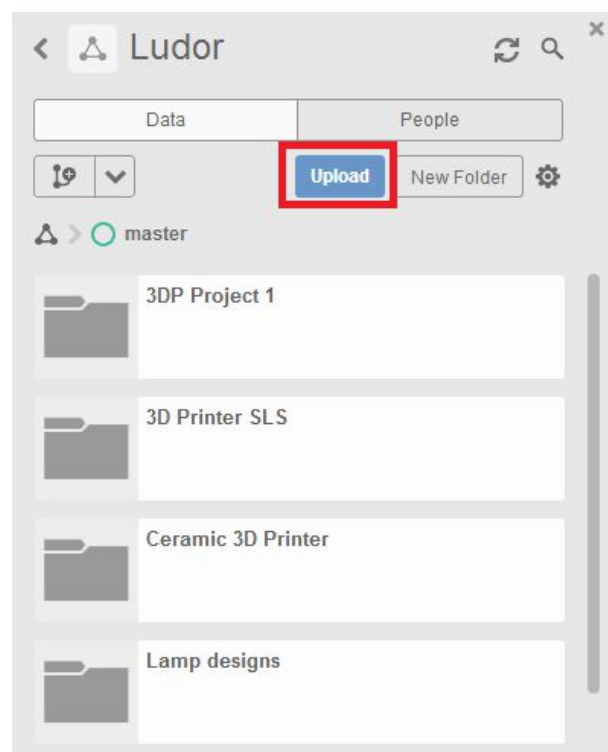 Ludor
Data People
Upload New Folder
master
3DP Project 1
3D Printer SLS
Ceramic 3D Printer
Lamp designs